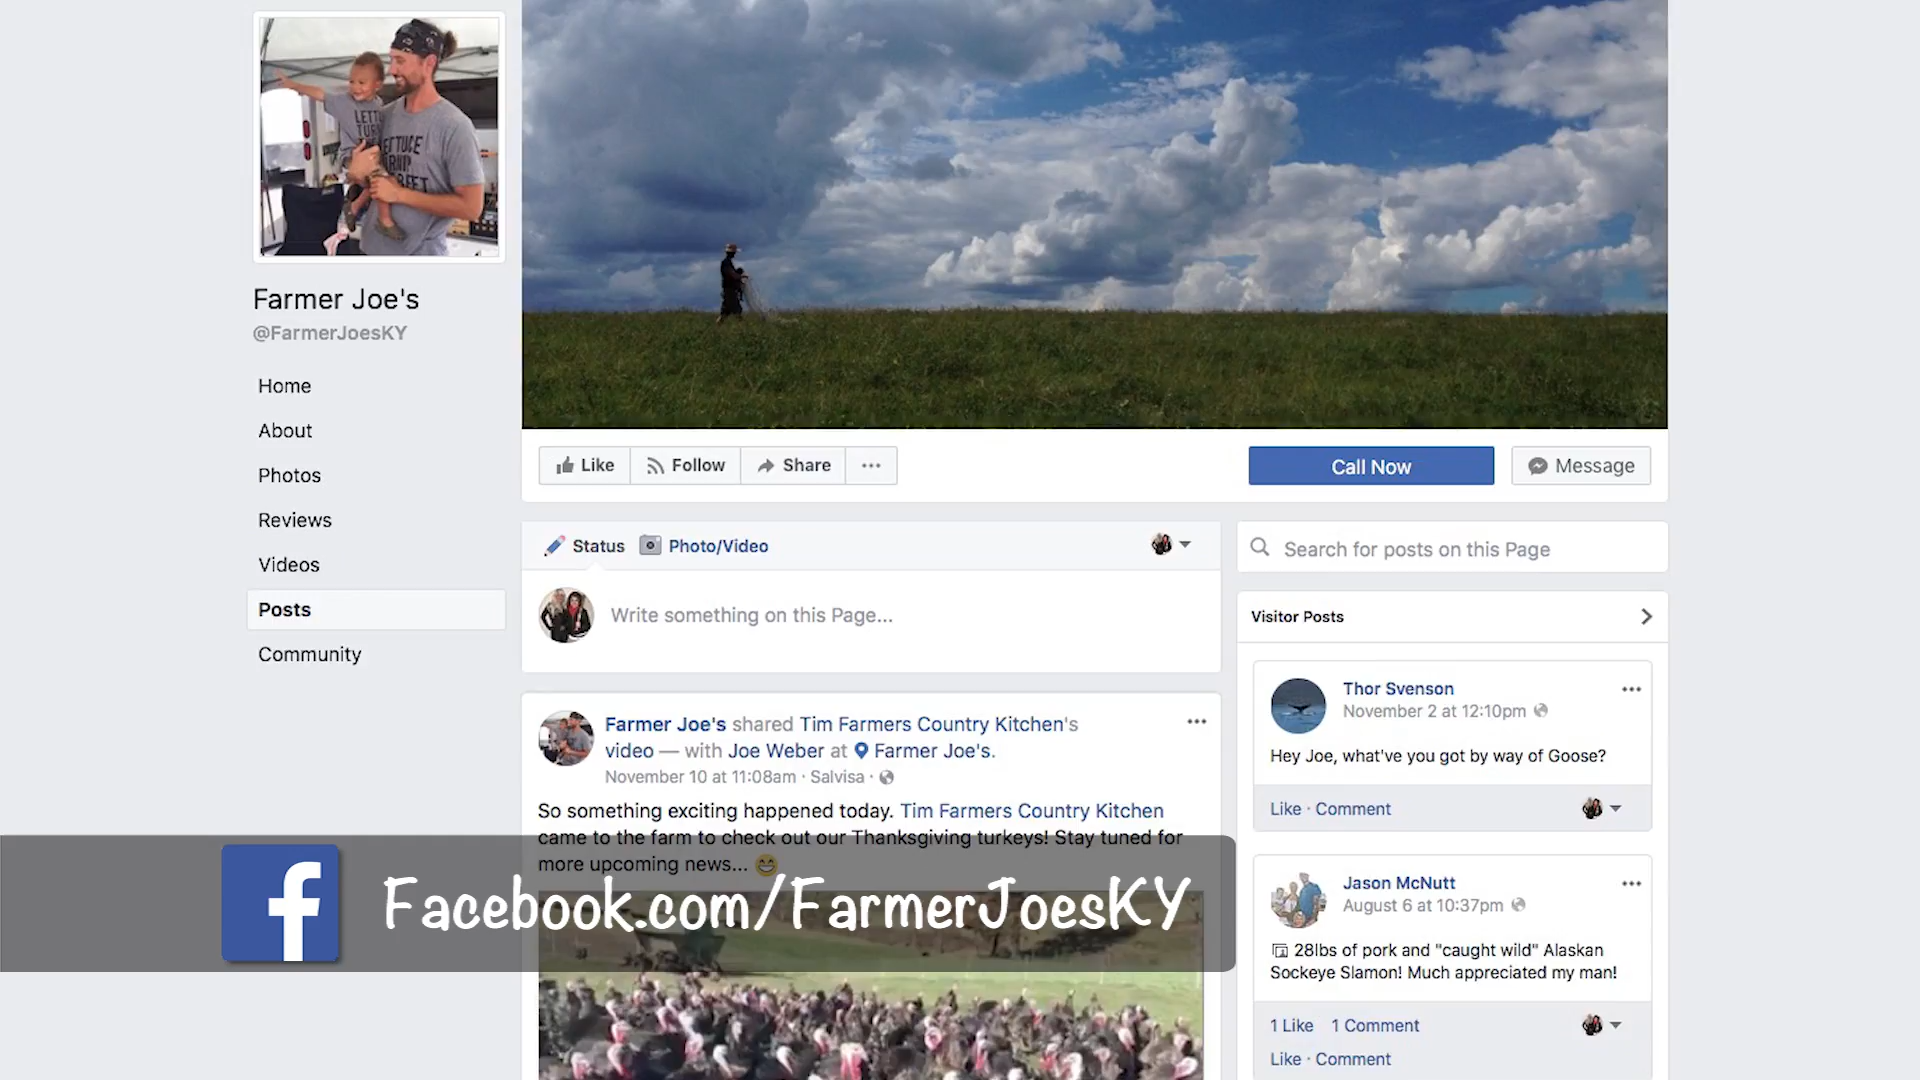 LETTUCE
TURNIP
BEET
Farmer Joe's
@FarmerJoesKY
Home
About
Photos
Reviews
Videos
Posts
Community
Like
Follow
Share
Call Now
Message
Status
Photo/Video
Write something on this Page...
Farmer Joe's shared Tim Farmers Country Kitchen's
video — with Joe Weber at Farmer Joe's.
November 10 at 11:08am · Salvisa ·
So something exciting happened today. Tim Farmers Country Kitchen
came to the farm to check out our Thanksgiving turkeys! Stay tuned for
more upcoming news... 😁
Search for posts on this Page
Visitor Posts
Thor Svenson
November 2 at 12:10pm
Hey Joe, what've you got by way of Goose?
Like · Comment
Jason McNutt
August 6 at 10:37pm
28lbs of pork and "caught wild" Alaskan
Sockeye Slamon! Much appreciated my man!
1 Like 1 Comment
Like · Comment
f
Facebook.com/FarmerJoesKY